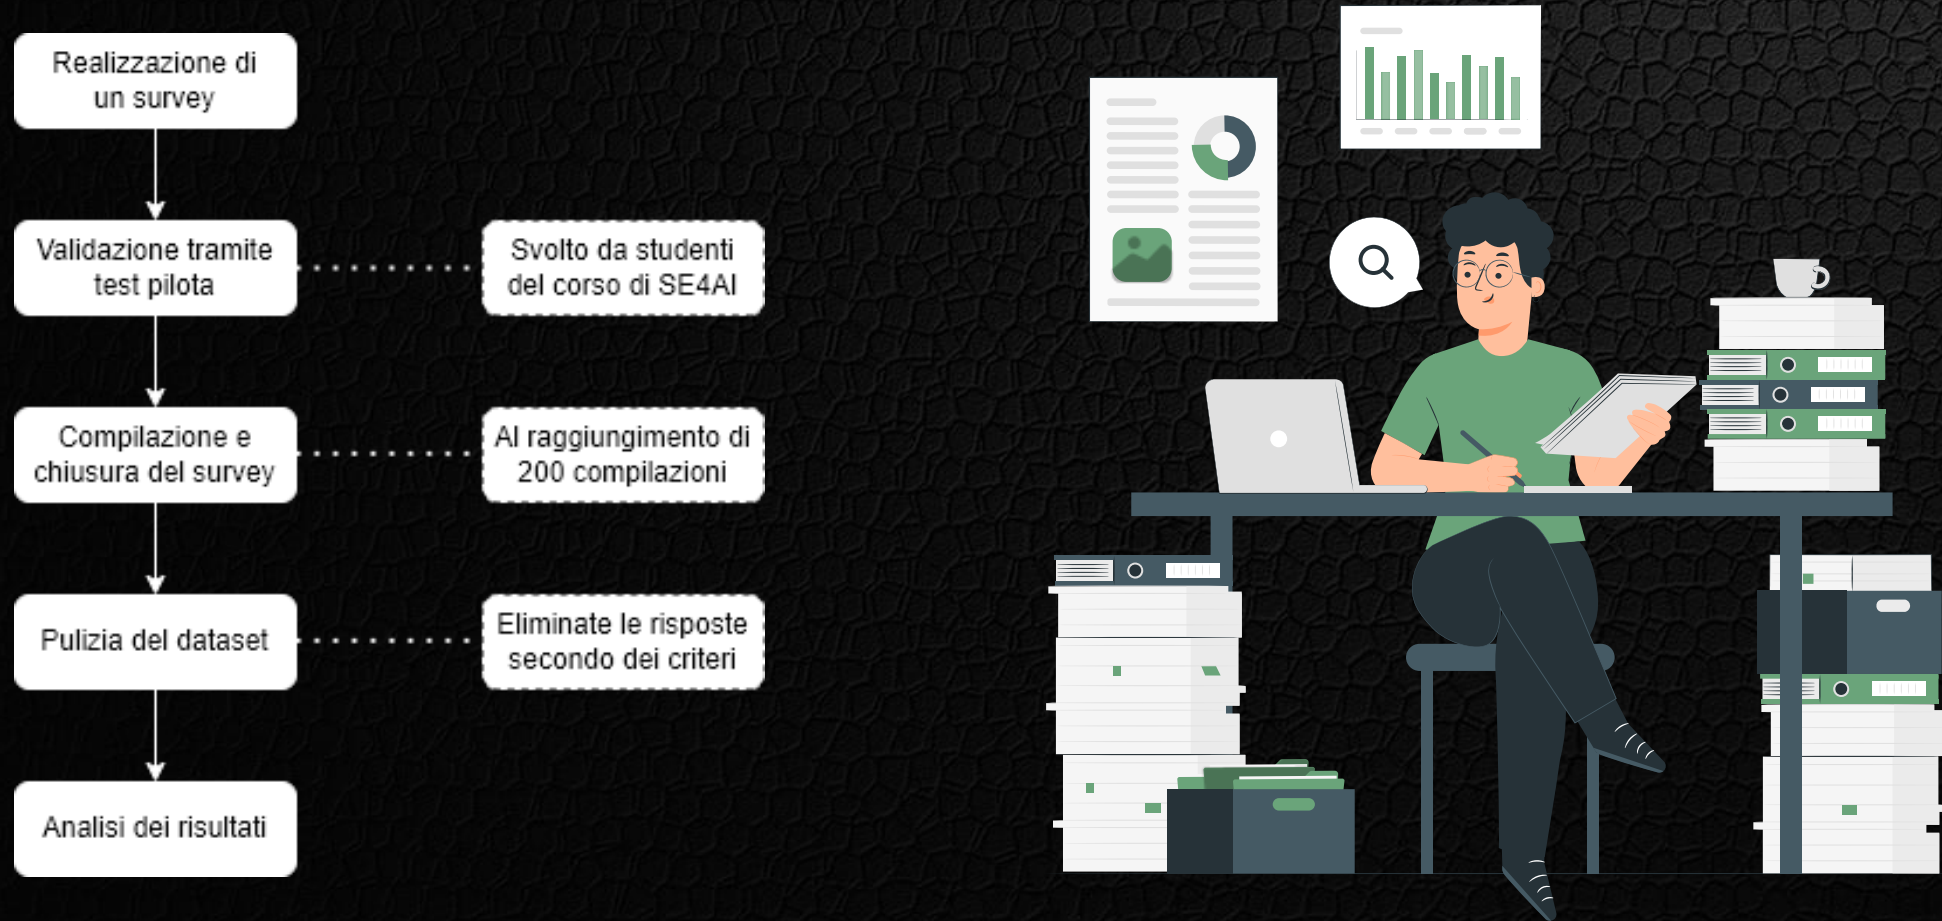 Realizzazione di
un survey
Validazione tramite
test pilota
Svolto da studenti
del corso di SE4AI
Compilazione e
chiusura del survey
Al raggiungimento di
200 compilazioni
Pulizia del dataset
Eliminate le risposte
secondo dei criteri
Analisi dei risultati